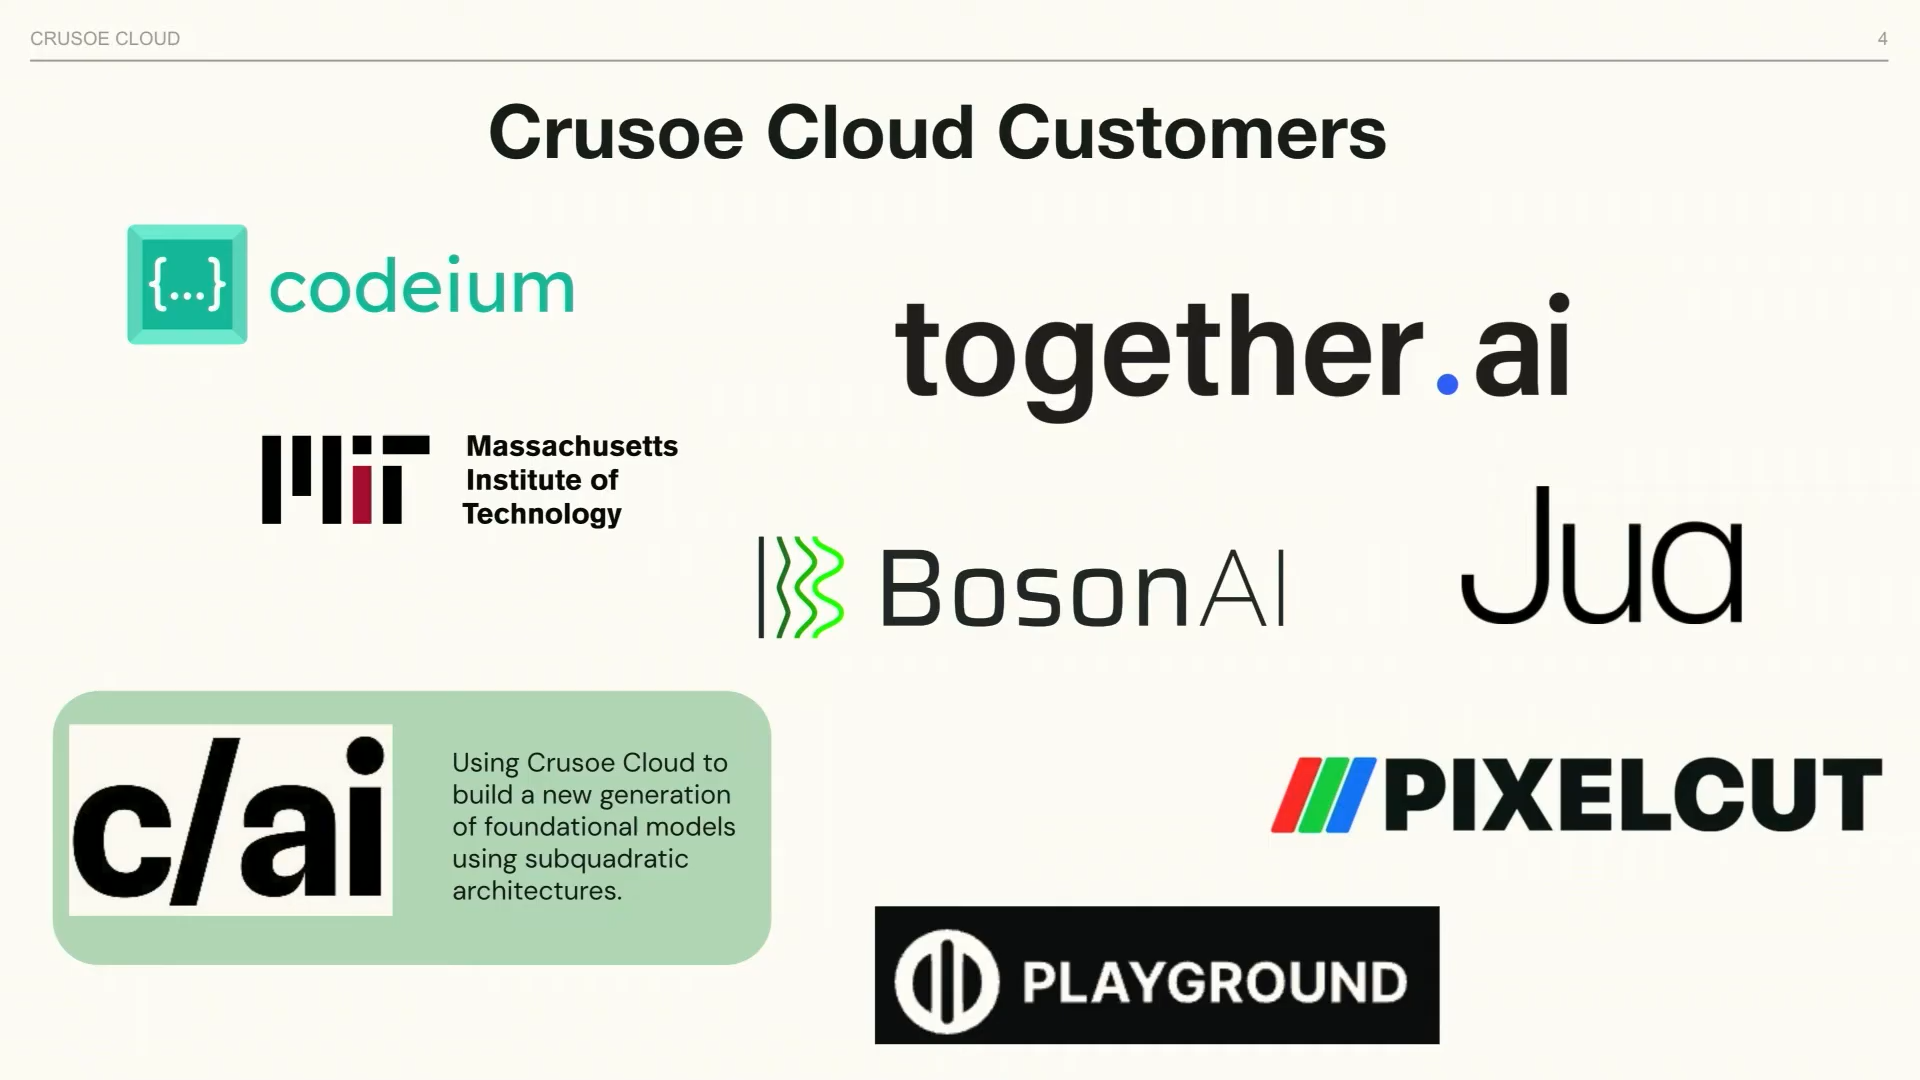 CRUSOE CLOUD
4
Crusoe Cloud Customers
{...} codeium
together.ai
MiT
Massachusetts
Institute of
Technology
Jua
BosonAI
c/ai
Using Crusoe Cloud to
build a new generation
of foundational models
using subquadratic
architectures.
PIXELCUT
PLAYGROUND